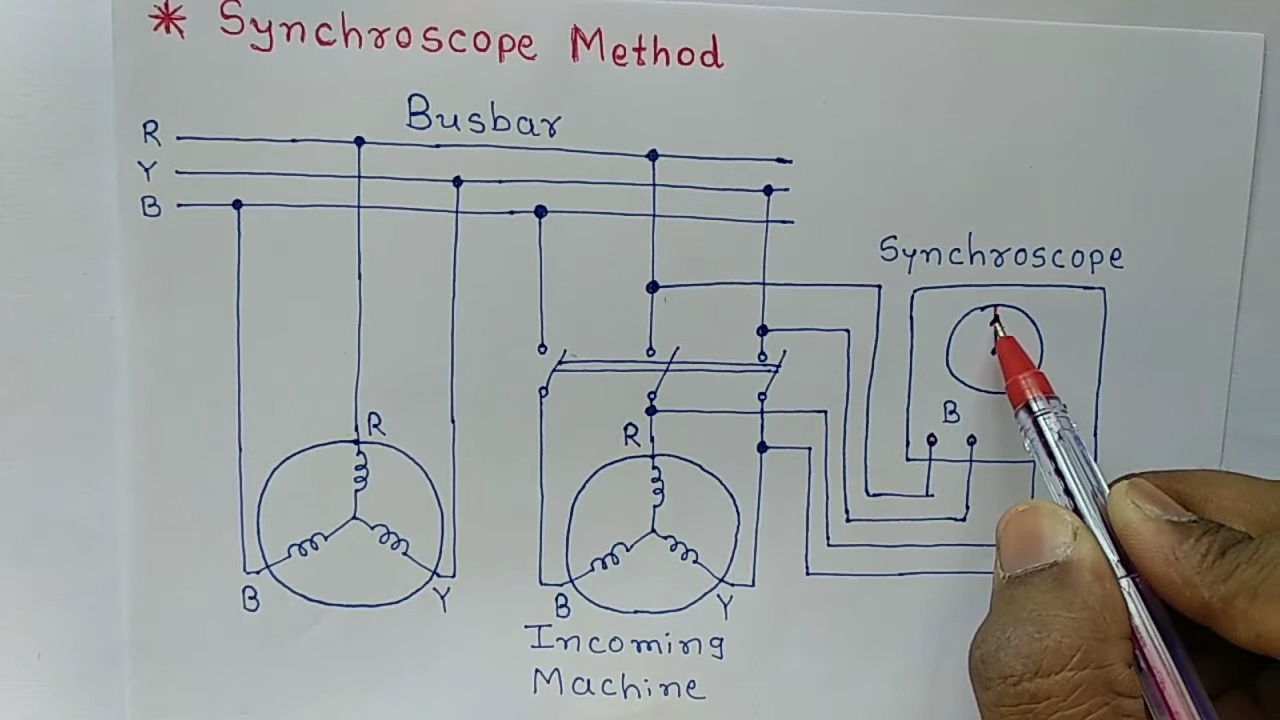 * Synchroscope Method
Busbar
R
Y
B
Synchroscope
B
R
R
B
Y
B
Y
Incoming
Machine